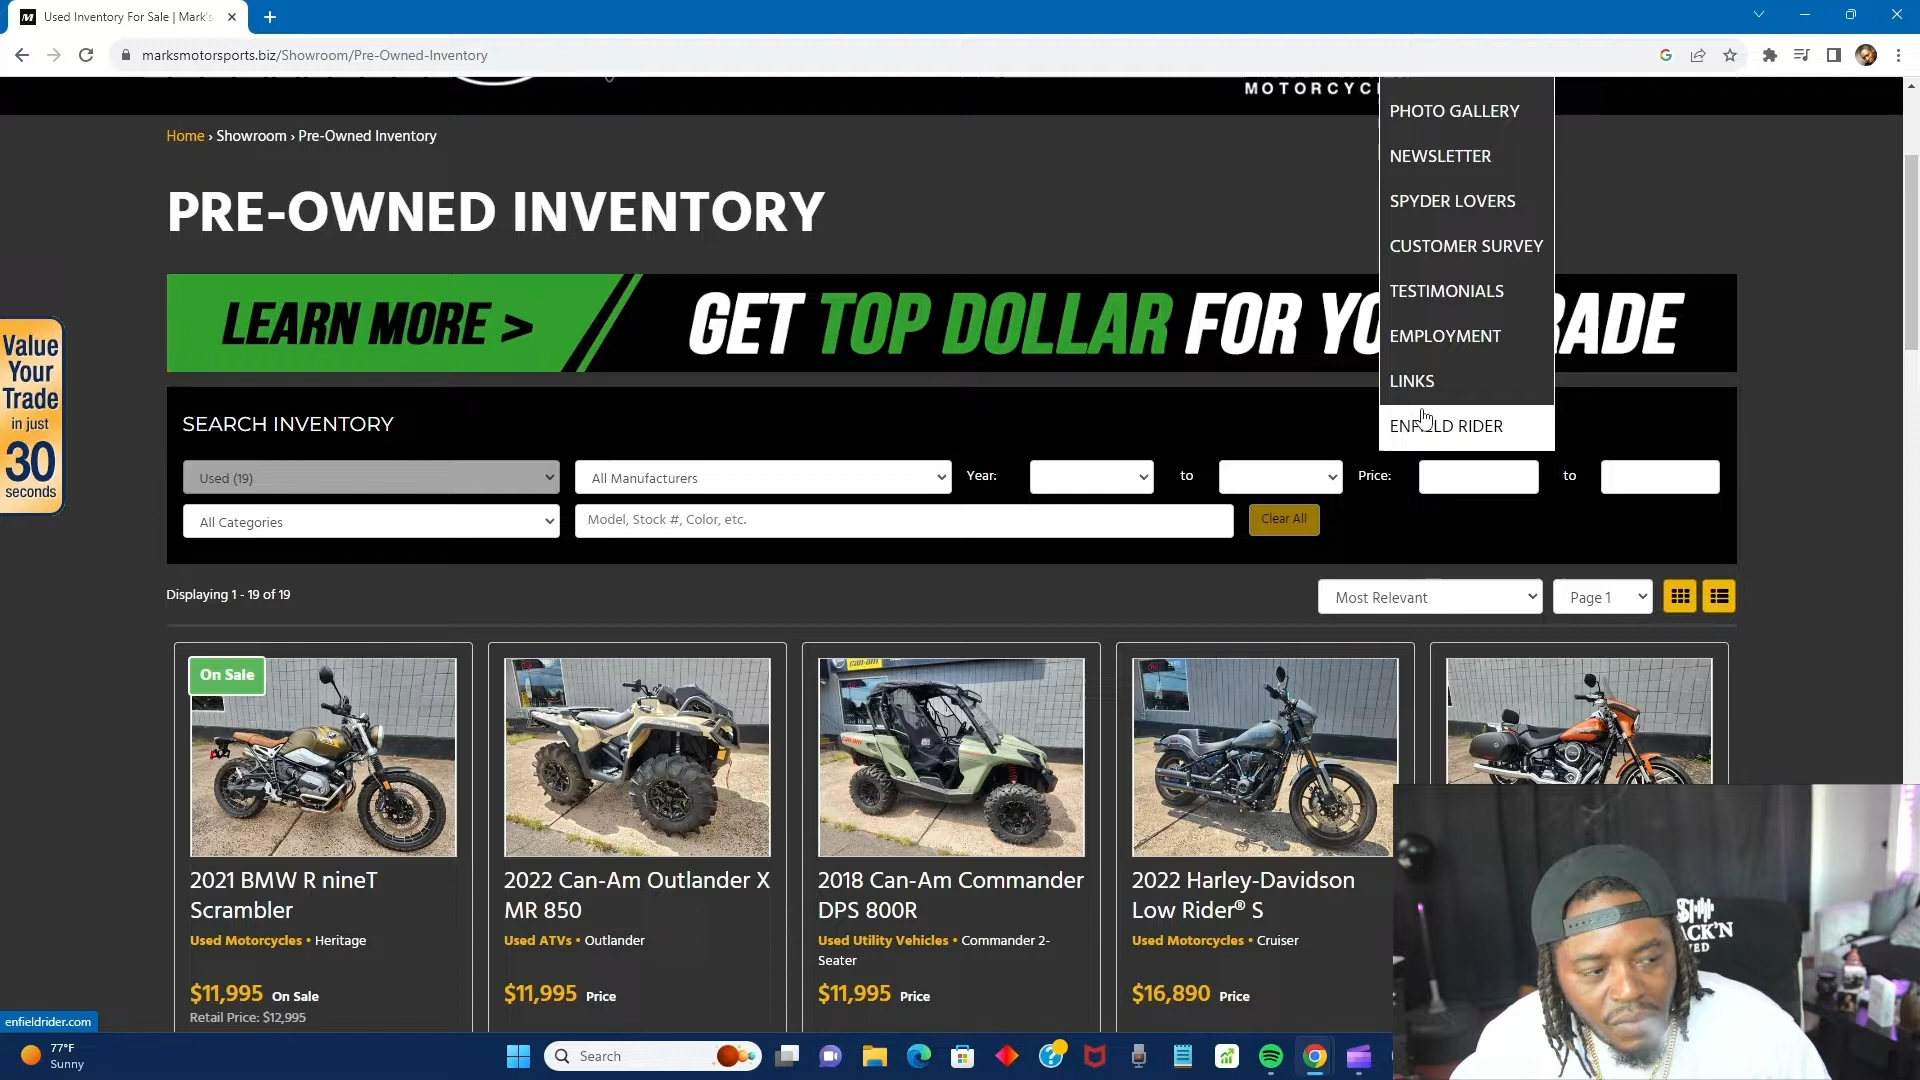 Used Inventory For Sale | Mark's
marksmotorsports.biz/Showroom/Pre-Owned-Inventory
Home › Showroom › Pre-Owned Inventory
PRE-OWNED INVENTORY
PHOTO GALLERY
NEWSLETTER
SPYDER LOVERS
CUSTOMER SURVEY
TESTIMONIALS
EMPLOYMENT
LINKS
ENFIELD RIDER
LEARN MORE >
GET TOP DOLLAR FOR YO RADE
Value
Your
Trade
in just
30
seconds
SEARCH INVENTORY
Used (19)
All Manufacturers
Year:
to
Price:
to
All Categories
Model, Stock #, Color, etc.
Clear All
Displaying 1 - 19 of 19
Most Relevant
Page 1
On Sale
can-am
2021 BMW R nineT
Scrambler
Used Motorcycles • Heritage
$11,995 On Sale
Retail Price: $12,995
2022 Can-Am Outlander X
MR 850
Used ATVs • Outlander
$11,995 Price
2018 Can-Am Commander
DPS 800R
Used Utility Vehicles • Commander 2-
Seater
$11,995 Price
2022 Harley-Davidson
Low Rider® S
Used Motorcycles • Cruiser
$16,890 Price
enfieldrider.com
77°F
Sunny
Search